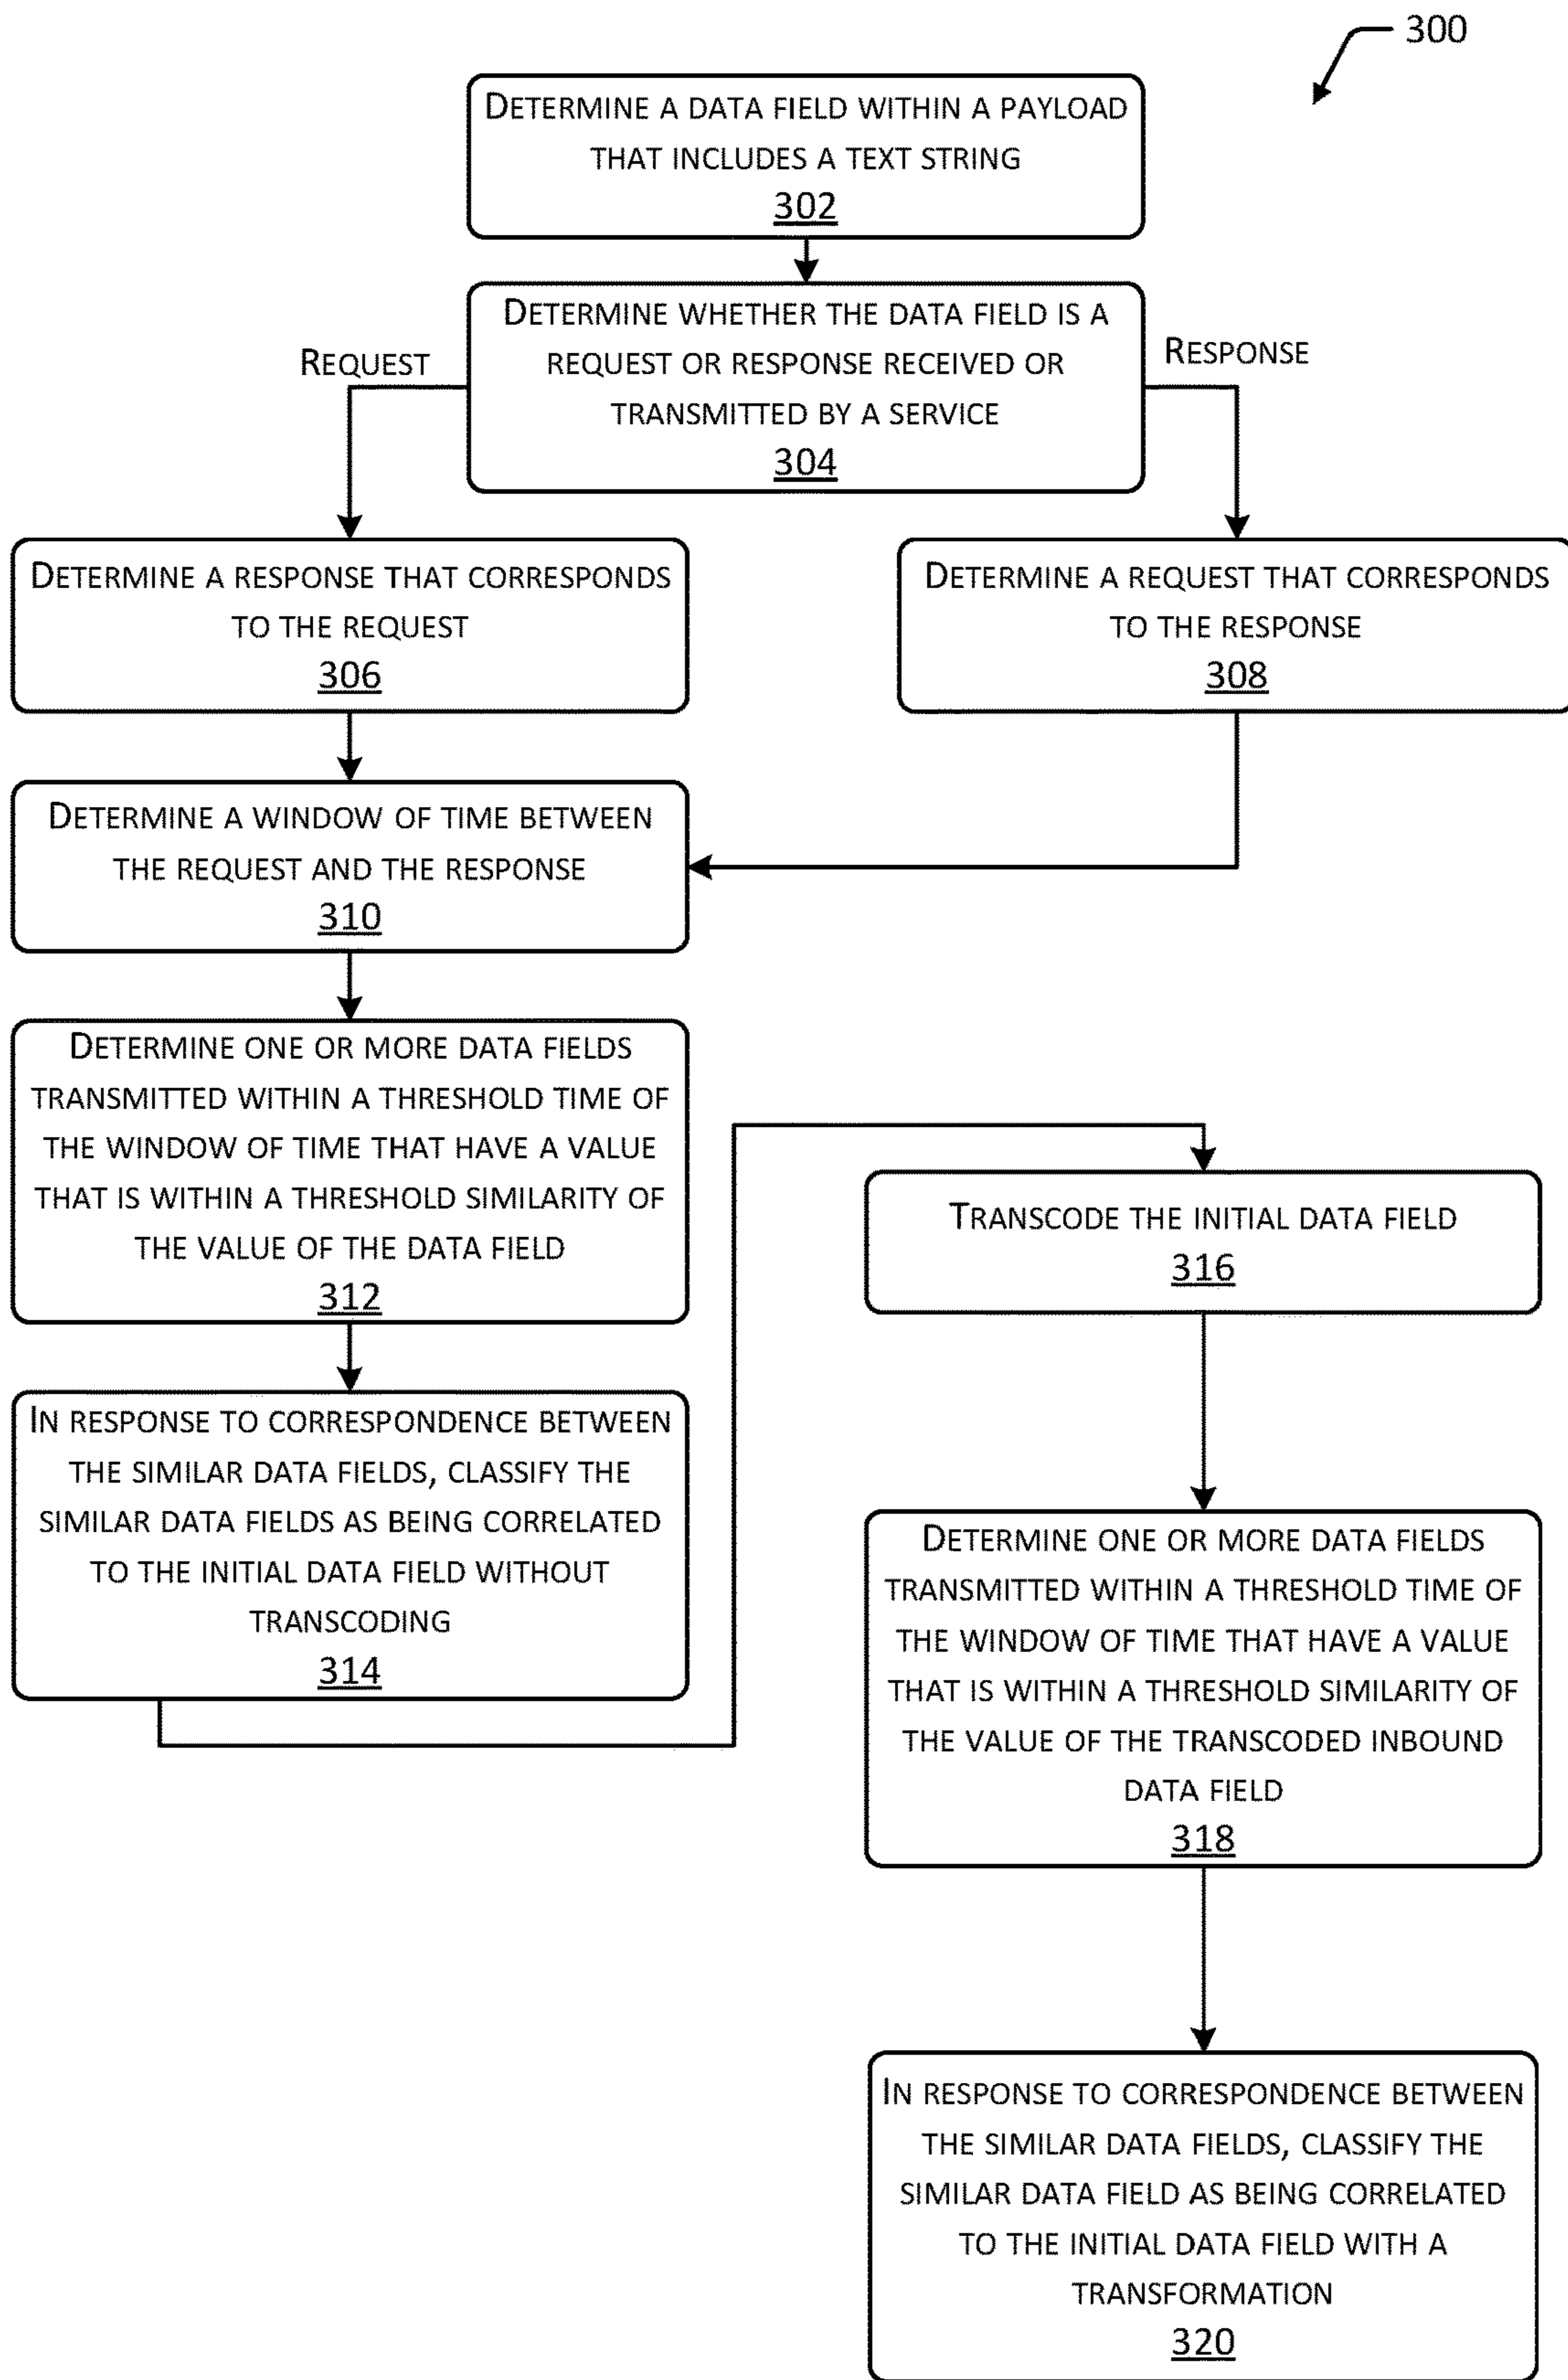 300
DETERMINE A DATA FIELD WITHIN A PAYLOAD
THAT INCLUDES A TEXT STRING
302
DETERMINE WHETHER THE DATA FIELD IS A
REQUEST OR RESPONSE RECEIVED OR
TRANSMITTED BY A SERVICE
304
REQUEST
RESPONSE
DETERMINE A RESPONSE THAT CORRESPONDS
TO THE REQUEST
306
DETERMINE A REQUEST THAT CORRESPONDS
TO THE RESPONSE
308
DETERMINE A WINDOW OF TIME BETWEEN
THE REQUEST AND THE RESPONSE
310
DETERMINE ONE OR MORE DATA FIELDS
TRANSMITTED WITHIN A THRESHOLD TIME OF
THE WINDOW OF TIME THAT HAVE A VALUE
THAT IS WITHIN A THRESHOLD SIMILARITY OF
THE VALUE OF THE DATA FIELD
312
IN RESPONSE TO CORRESPONDENCE BETWEEN
THE SIMILAR DATA FIELDS, CLASSIFY THE
SIMILAR DATA FIELDS AS BEING CORRELATED
TO THE INITIAL DATA FIELD WITHOUT
TRANSCODING
314
TRANSCODE THE INITIAL DATA FIELD
316
DETERMINE ONE OR MORE DATA FIELDS
TRANSMITTED WITHIN A THRESHOLD TIME OF
THE WINDOW OF TIME THAT HAVE A VALUE
THAT IS WITHIN A THRESHOLD SIMILARITY OF
THE VALUE OF THE TRANSCODED INBOUND
DATA FIELD
318
IN RESPONSE TO CORRESPONDENCE BETWEEN
THE SIMILAR DATA FIELDS, CLASSIFY THE
SIMILAR DATA FIELD AS BEING CORRELATED
TO THE INITIAL DATA FIELD WITH A
TRANSFORMATION
320